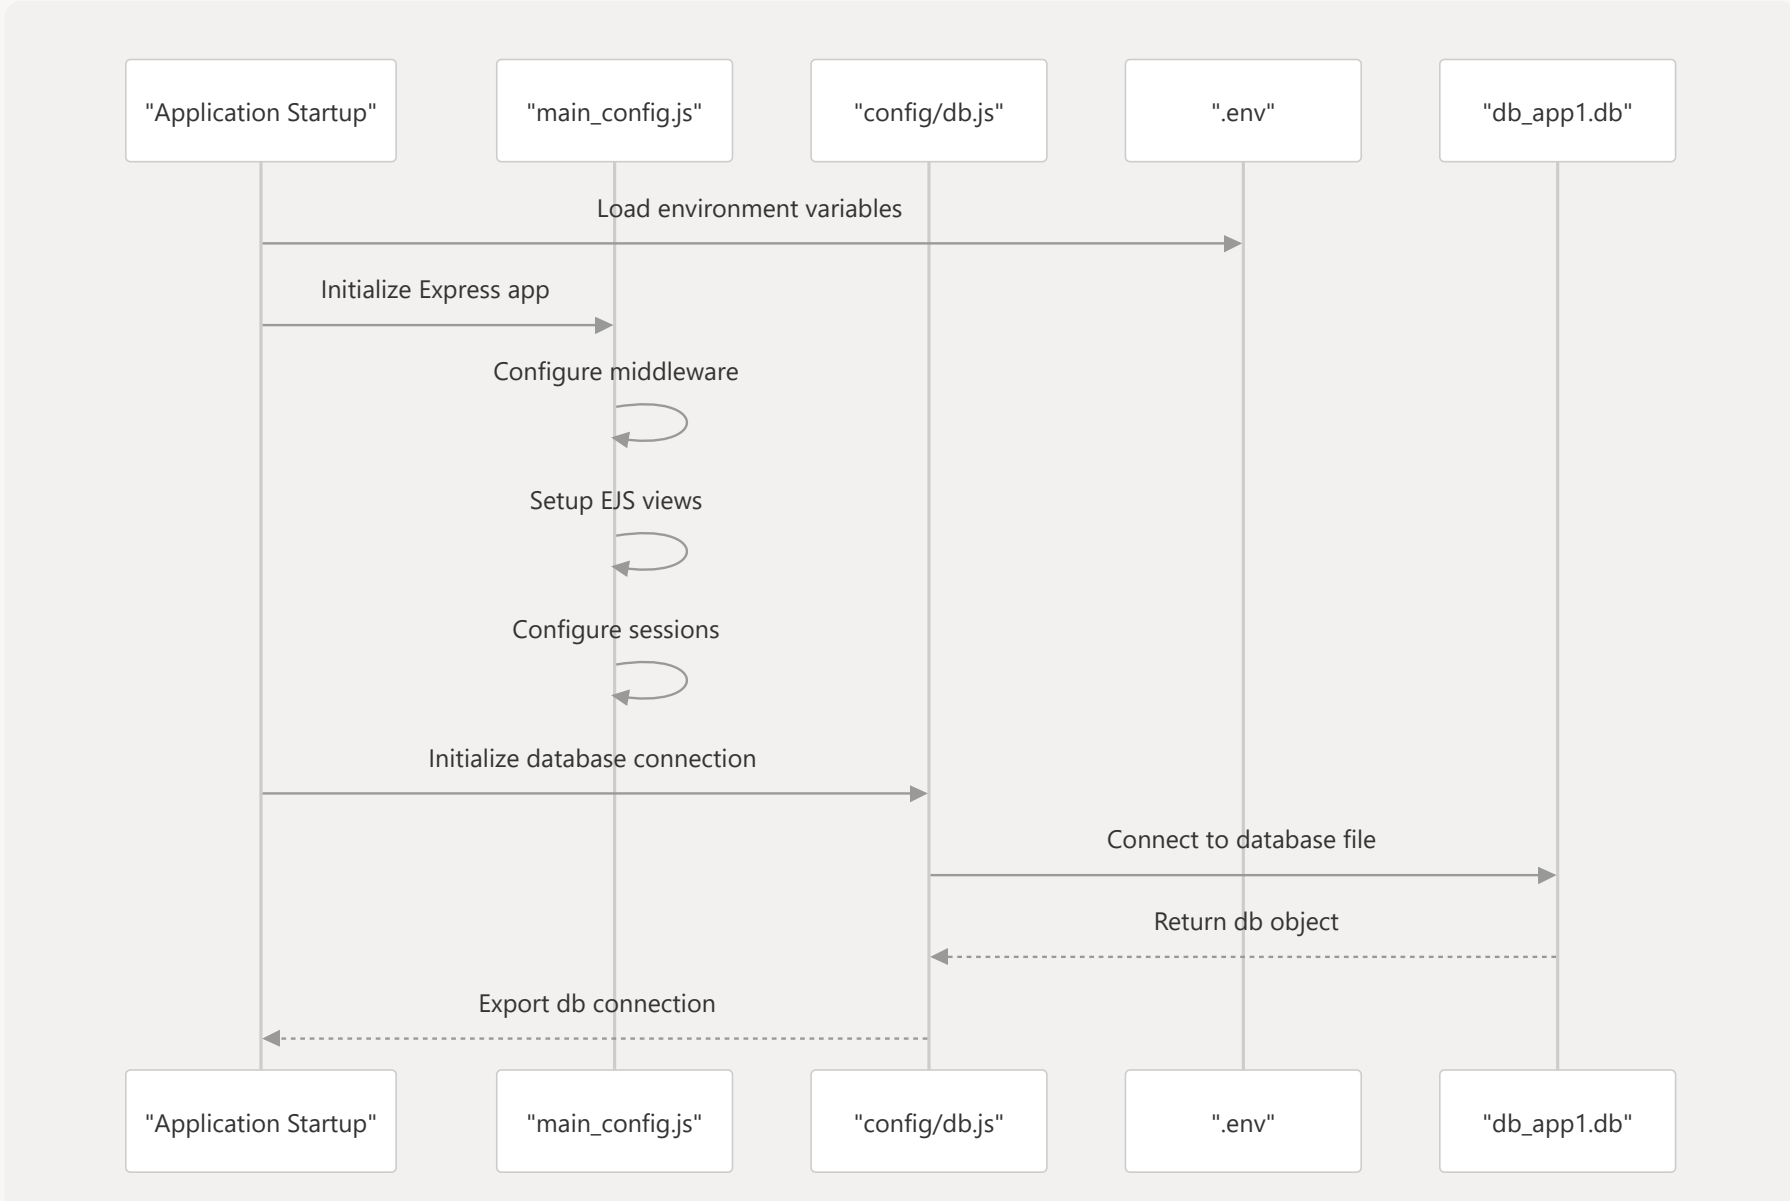 "Application Startup"
"main_config.js"
"config/db.js"
".env"
"db_app1.db"
Load environment variables
Initialize Express app
Configure middleware
Setup EJS views
Configure sessions
Initialize database connection
Connect to database file
Return db object
Export db connection
"Application Startup"
"main_config.js"
"config/db.js"
".env"
"db_app1.db"